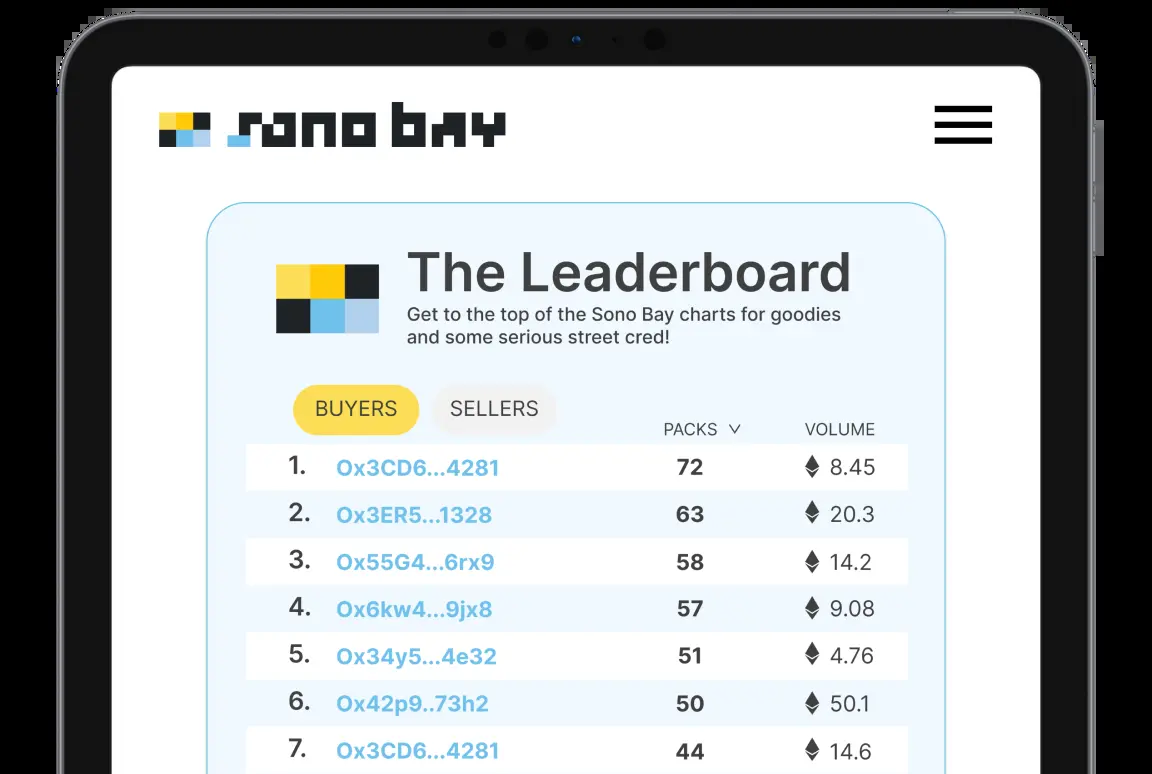 sono bay
The Leaderboard
Get to the top of the Sono Bay charts for goodies
and some serious street cred!
BUYERS SELLERS
PACKS VOLUME
1. Ox3CD6...4281 72 8.45
2. Ox3ER5...1328 63 20.3
3. Ox55G4...6rx9 58 14.2
4. Ox6kw4...9jx8 57 9.08
5. Ox34y5...4e32 51 4.76
6. Ox42p9..73h2 50 50.1
7. Ox3CD6...4281 44 14.6